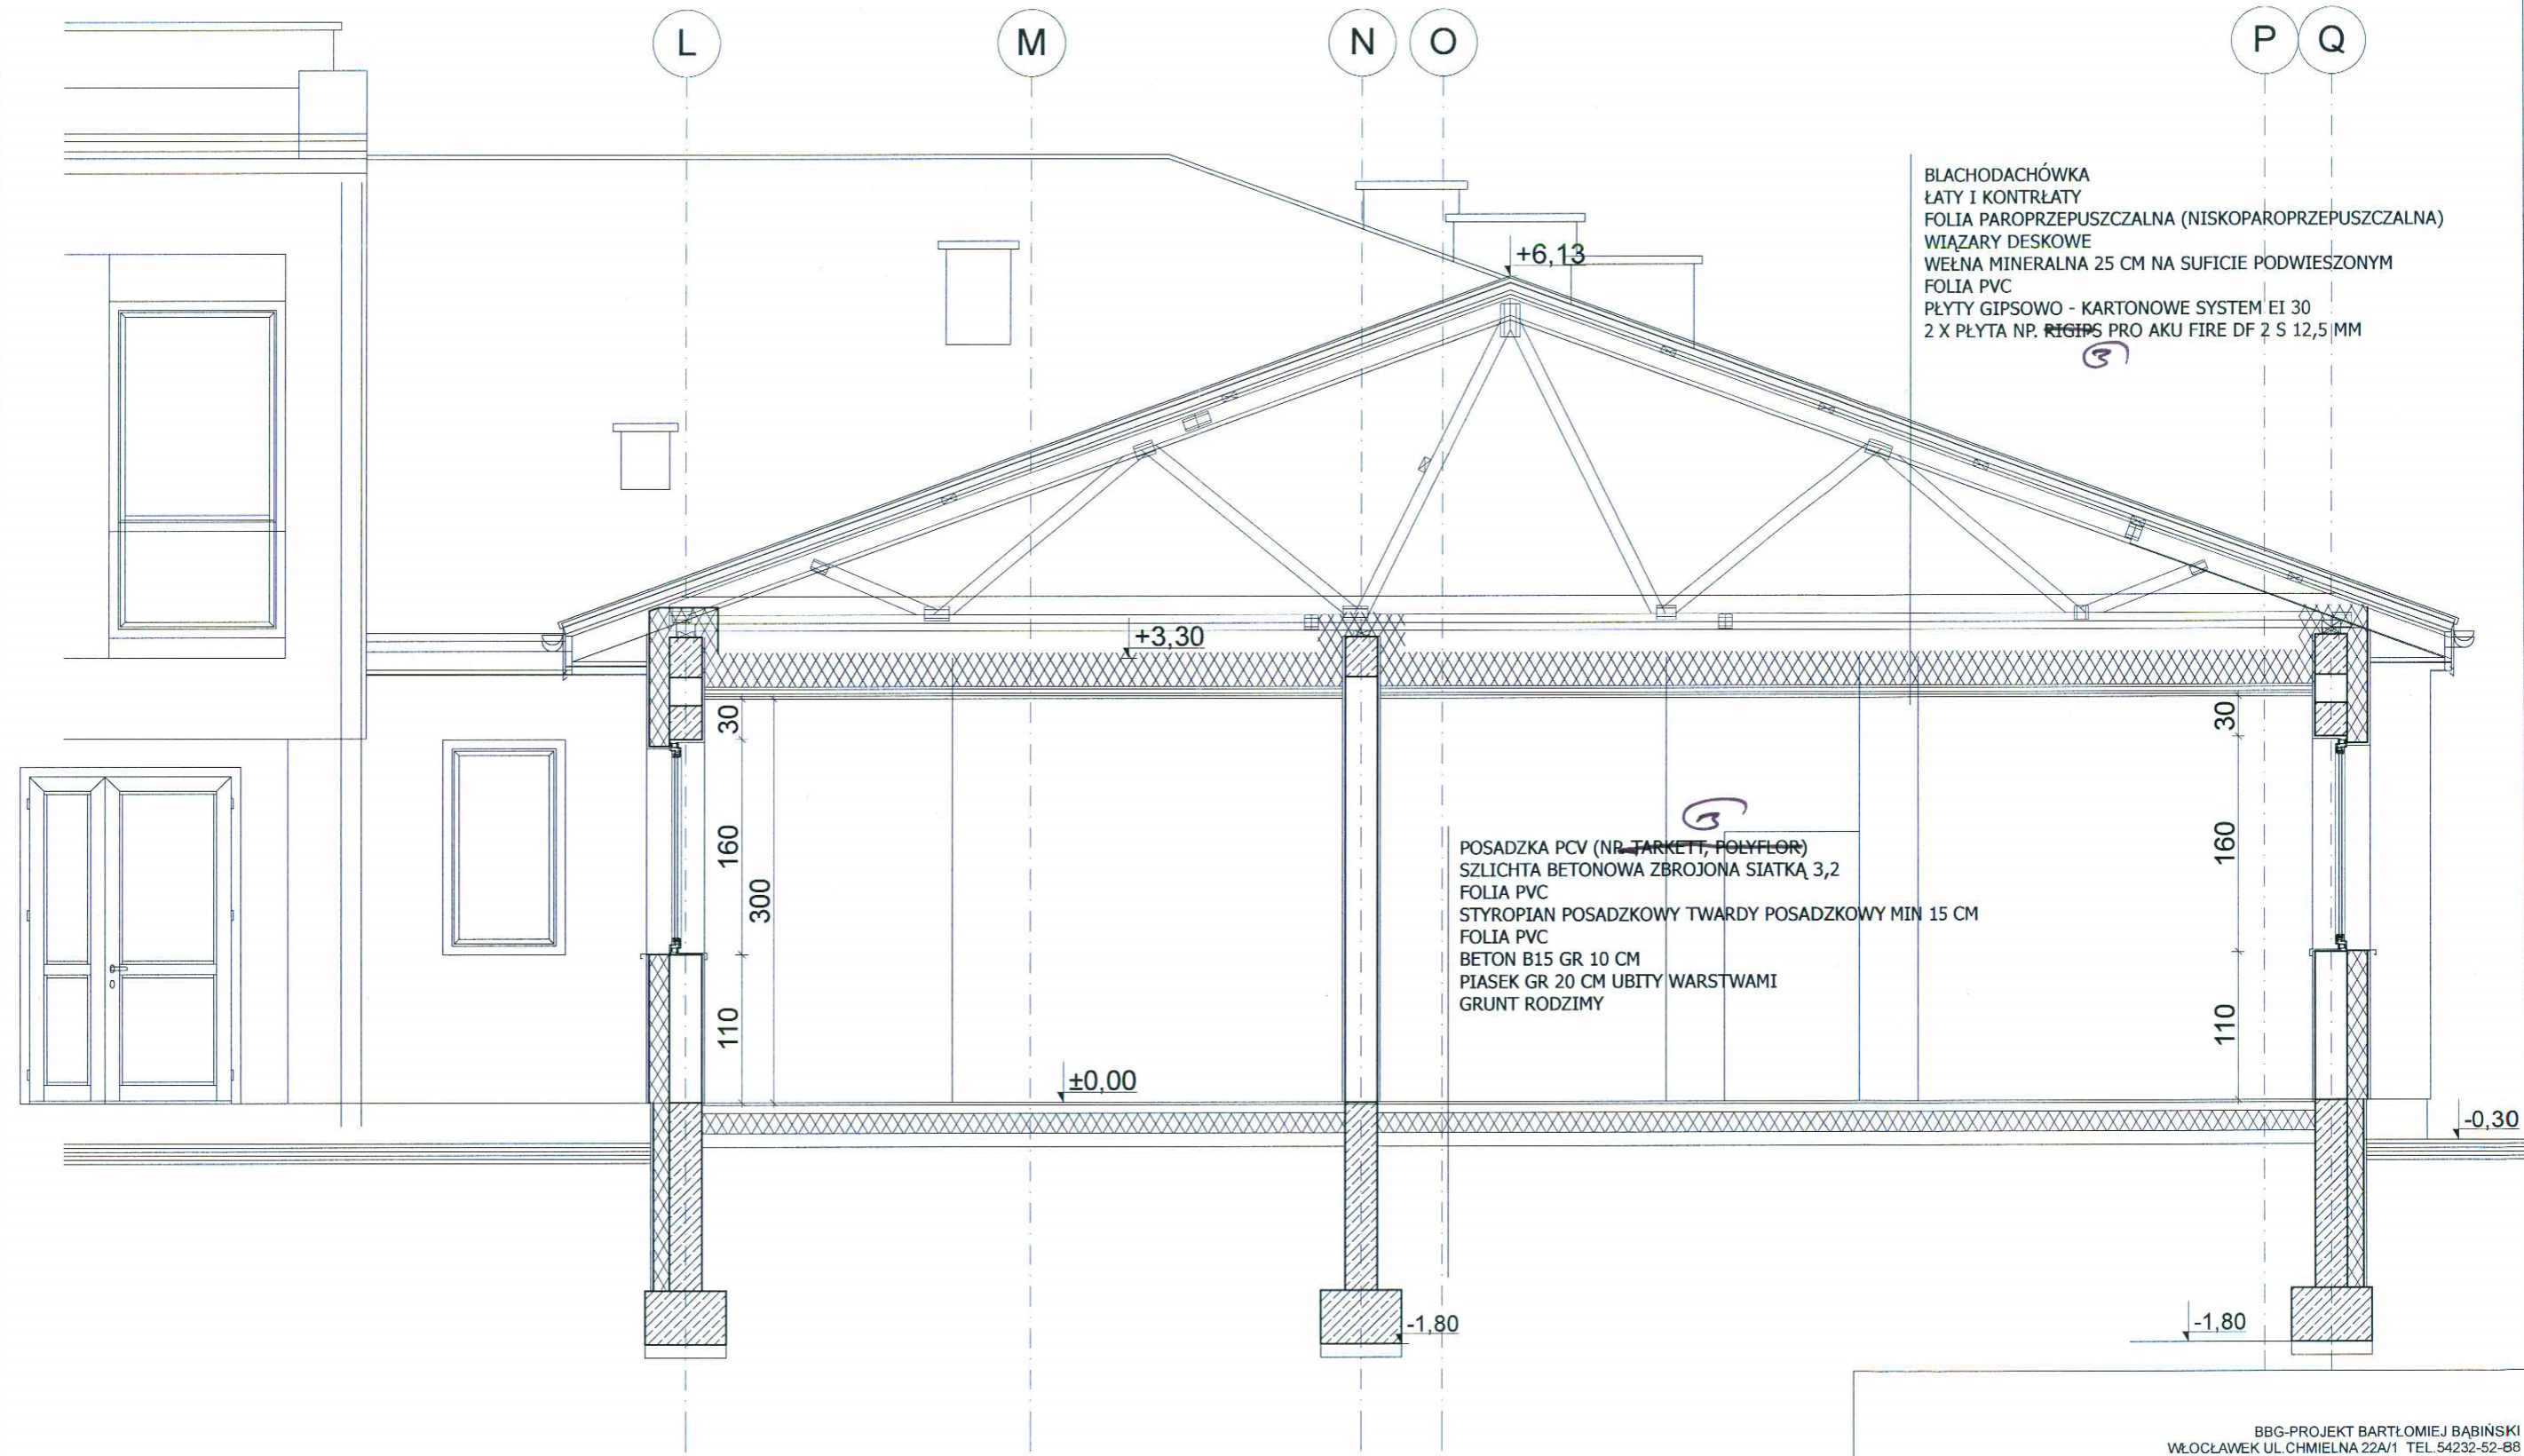 L M N O P Q
BLACHODACHÓWKA
ŁATY I KONTRŁATY
FOLIA PAROPRZEPUSZCZALNA (NISKOPAROPRZEPUSZCZALNA)
WIĄZARY DESKOWE
WEŁNA MINERALNA 25 CM NA SUFICIE PODWIESZONYM
FOLIA PVC
PŁYTY GIPSOWO - KARTONOWE SYSTEM EI 30
2 X PŁYTA NP. RIGIPS PRO AKU FIRE DF 2 S 12,5 MM
3
+6,13
+3,30
30
30
160
160
300
110
110
3
POSADZKA PCV (NP. TARKETT, POLYFLOR)
SZLICHTA BETONOWA ZBROJONA SIATKĄ 3,2
FOLIA PVC
STYROPIAN POSADZKOWY TWARDY POSADZKOWY MIN 15 CM
FOLIA PVC
BETON B15 GR 10 CM
PIASEK GR 20 CM UBITY WARSTWAMI
GRUNT RODZIMY
±0,00
-0,30
-1,80
-1,80
BBG-PROJEKT BARTŁOMIEJ BĄBIŃSKI
WŁOCŁAWEK UL.CHMIELNA 22A/1 TEL.54232-52-88